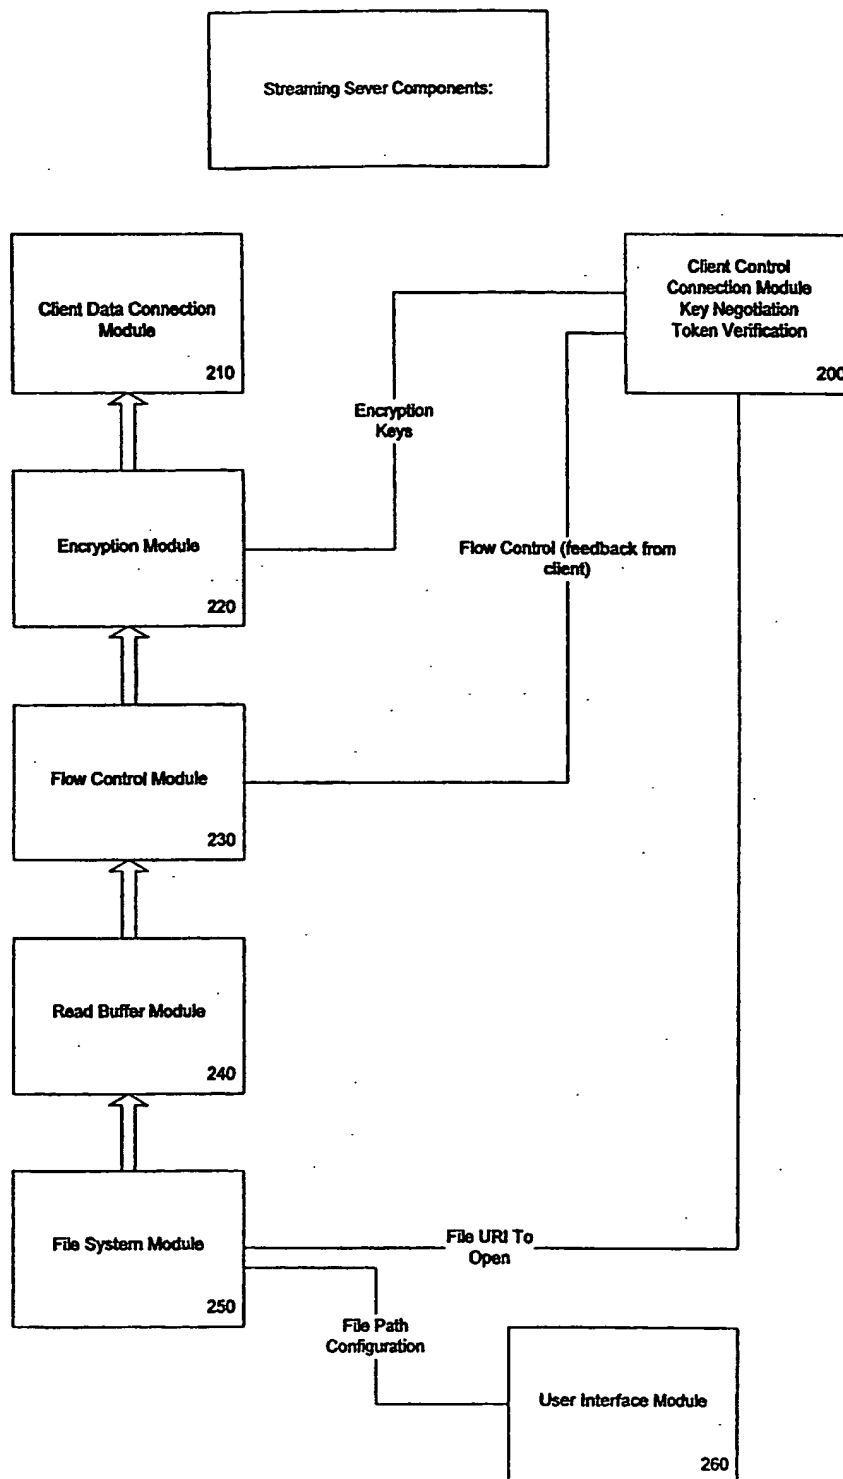 Streaming Sever Components:
Client Data Connection
Module
210
Client Control
Connection Module
Key Negotiation
Token Verification
200
Encryption
Keys
Encryption Module
220
Flow Control (feedback from
client)
Flow Control Module
230
Read Buffer Module
240
File System Module
250
File URI To
Open
File Path
Configuration
User Interface Module
260